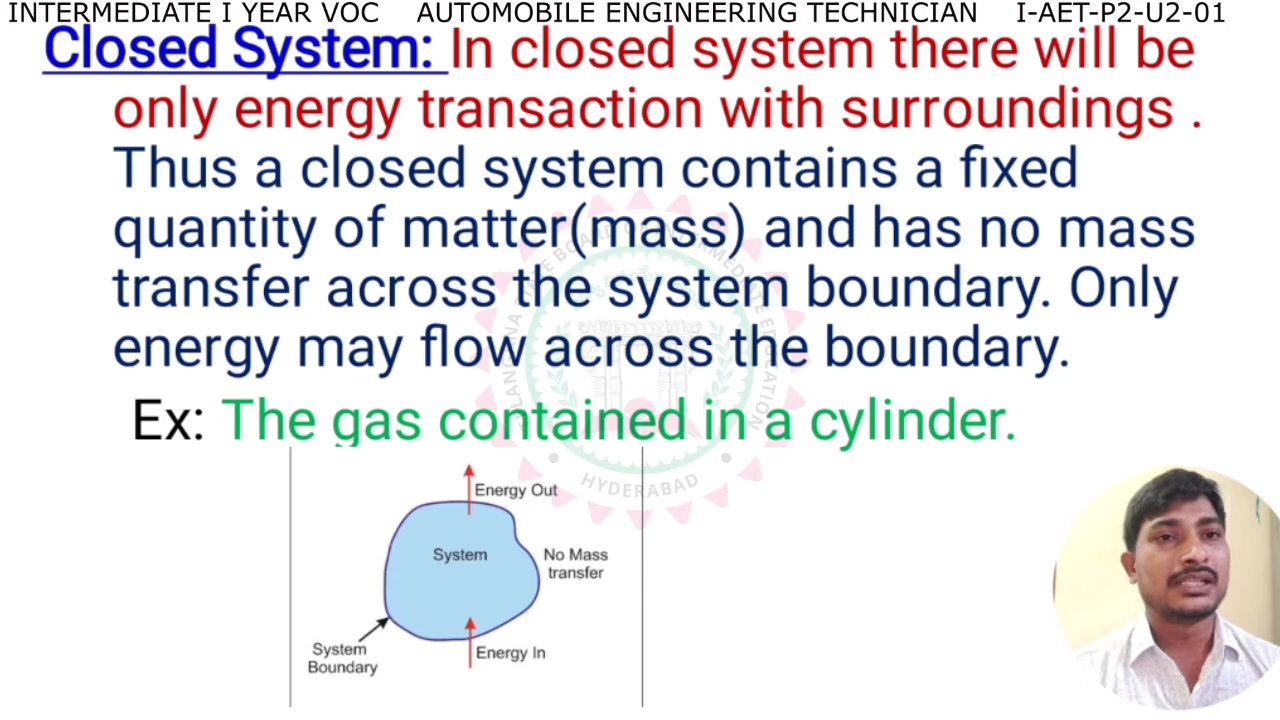 INTERMEDIATE I YEAR VOC AUTOMOBILE ENGINEERING TECHNICIAN I-AET-P2-U2-01
Closed System: In closed system there will be
only energy transaction with surroundings .
Thus a closed system contains a fixed
quantity of matter(mass) and has no mass
transfer across the system boundary. Only
energy may flow across the boundary.
Ex: The gas contained in a cylinder.
HYDERABAD
Energy Out
System
No Mass
transfer
System
Boundary
Energy In